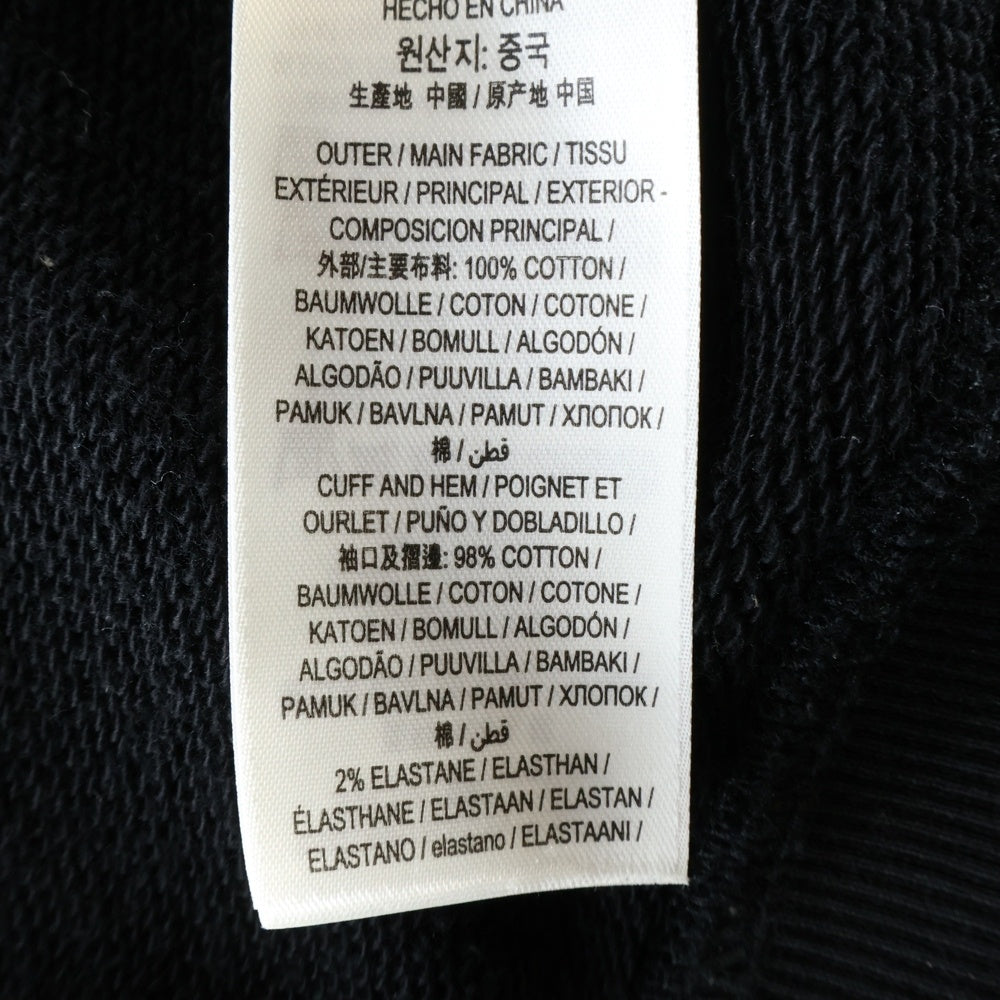 HECHO EN CHINA
원산지: 중국
生產地 中國 / 原产地 中国
OUTER / MAIN FABRIC / TISSU
EXTÉRIEUR / PRINCIPAL / EXTERIOR -
COMPOSICION PRINCIPAL /
外部/主要布料: 100% COTTON /
BAUMWOLLE / COTON / COTONE /
KATOEN / BOMULL / ALGODÓN /
ALGODÃO / PUUVILLA / BAMBAKI /
PAMUK / BAVLNA / PAMUT / ХЛОПОК /
棉 / قطن
CUFF AND HEM / POIGNET ET
OURLET / PUÑO Y DOBLADILLO /
袖口及摺邊: 98% COTTON /
BAUMWOLLE / COTON / COTONE /
KATOEN / BOMULL / ALGODÓN /
ALGODÃO / PUUVILLA / BAMBAKI /
PAMUK / BAVLNA / PAMUT / ХЛОПОК /
棉 / قطن
2% ELASTANE / ELASTHAN /
ÉLASTHANE / ELASTAAN / ELASTAN /
ELASTANO / elastano / ELASTAANI /